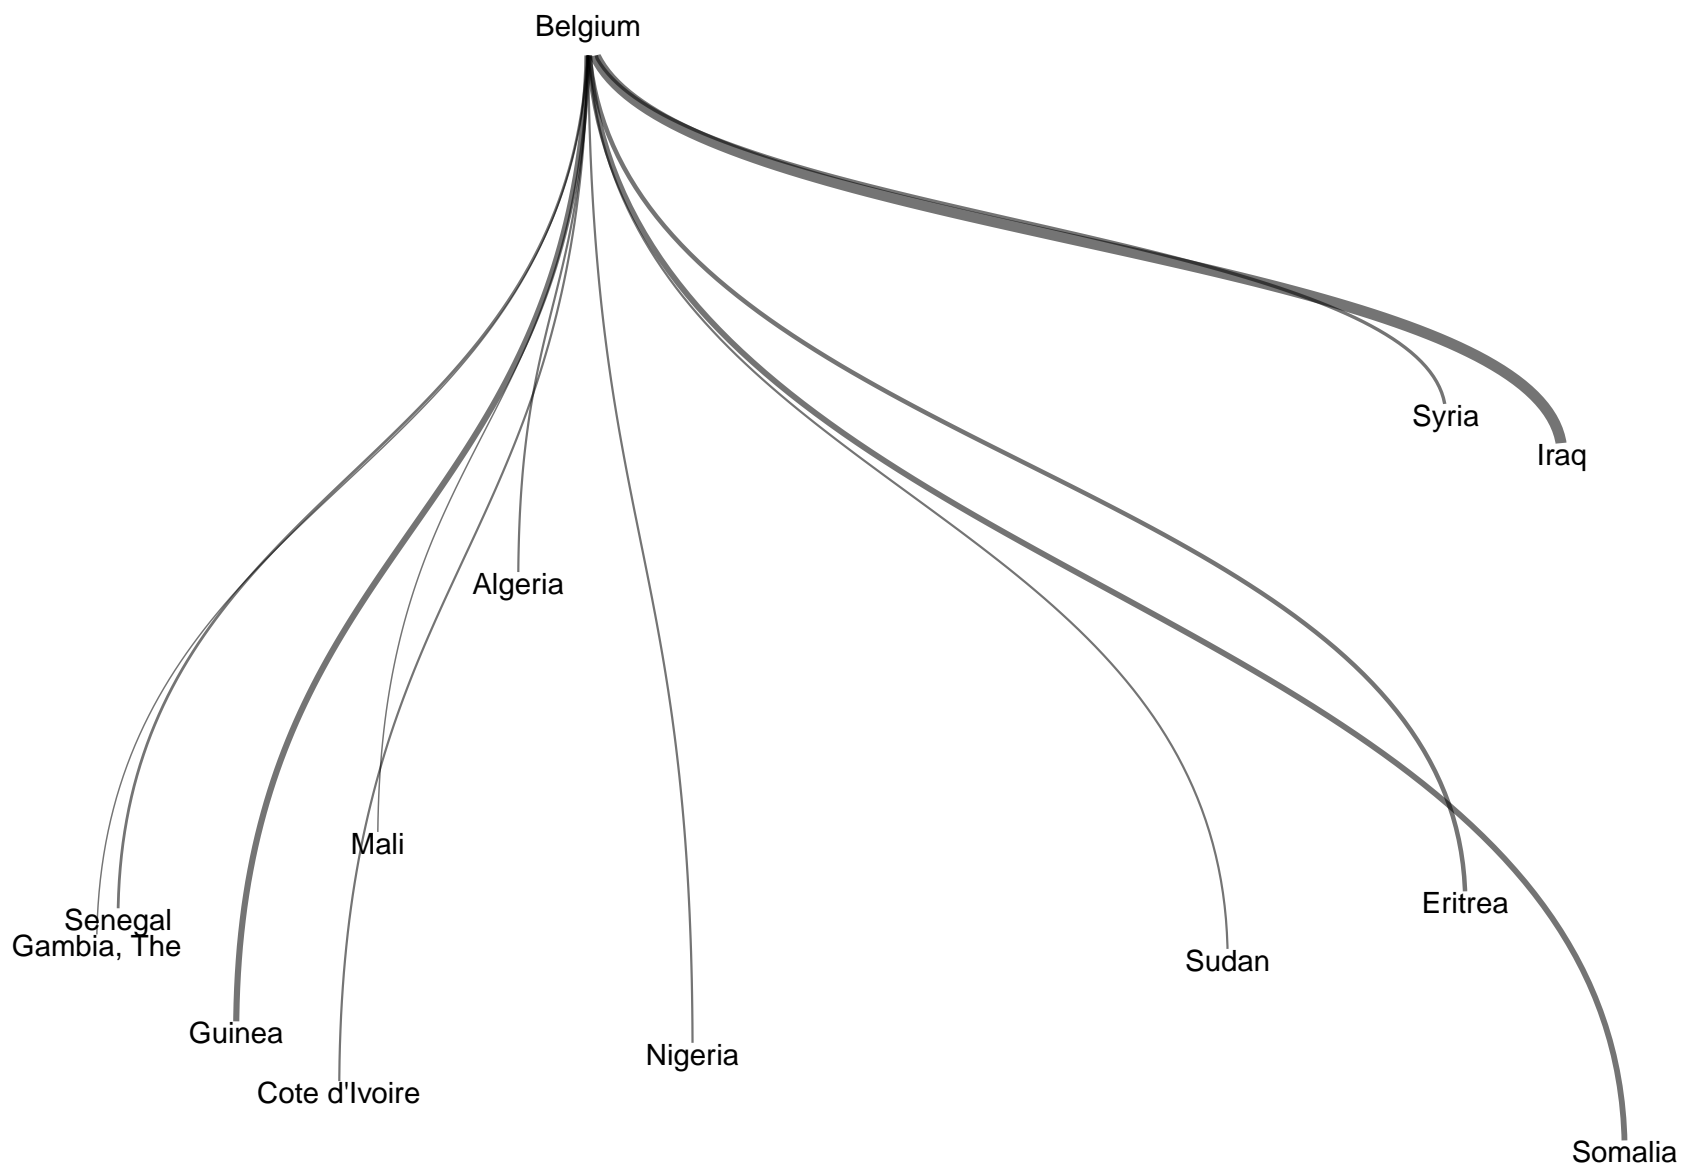 Belgium
Syria
Iraq
Algeria
Mali
Eritrea
Senegal
Gambia, The
Sudan
Guinea
Nigeria
Cote d'Ivoire
Somalia